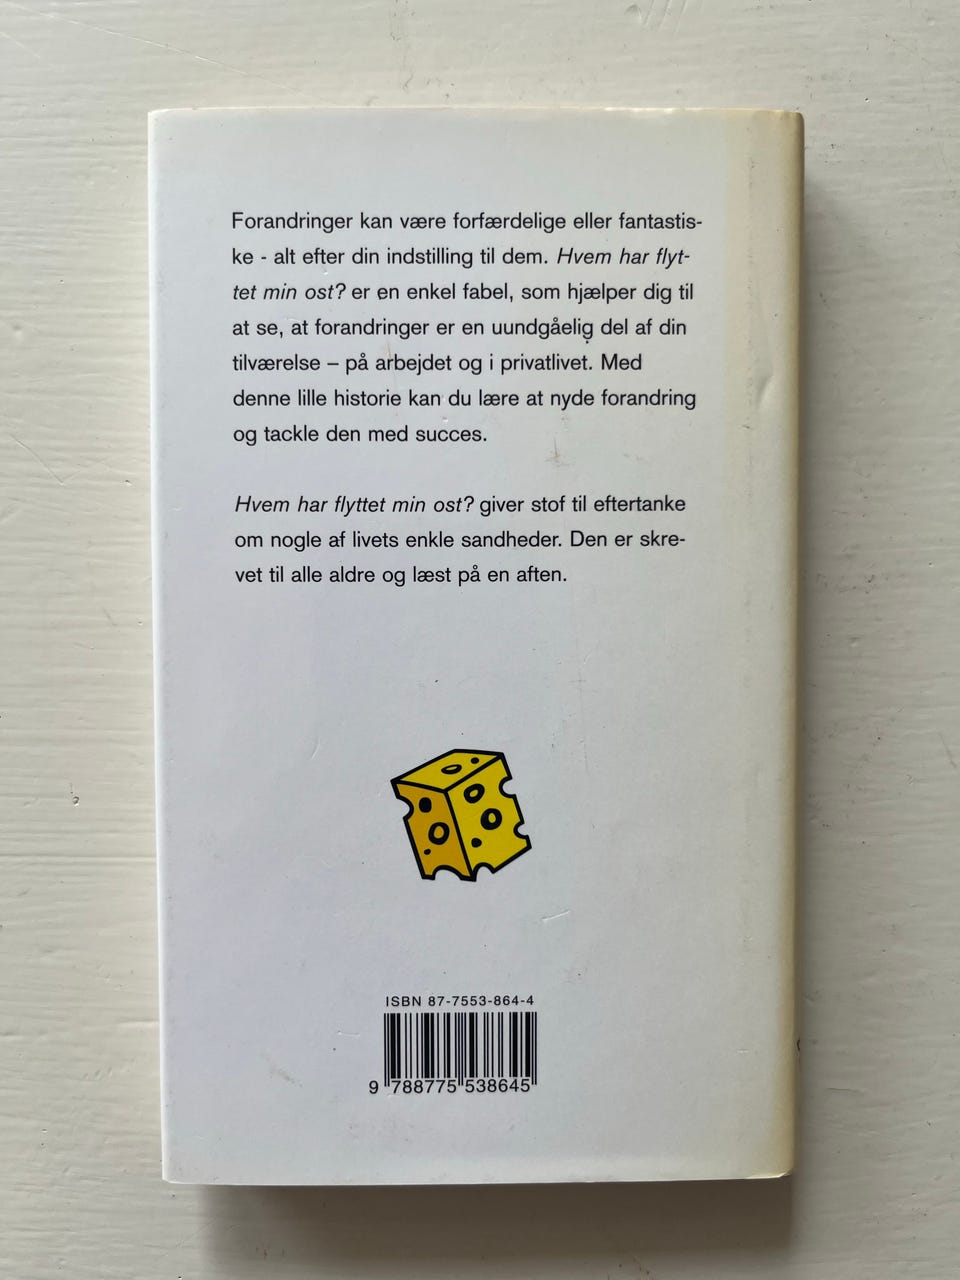 Forandringer kan være forfærdelige eller fantastis-
ke - alt efter din indstilling til dem. Hvem har flyt-
tet min ost? er en enkel fabel, som hjælper dig til
at se, at forandringer er en uundgåelig del af din
tilværelse – på arbejdet og i privatlivet. Med
denne lille historie kan du lære at nyde forandring
og tackle den med succes.
Hvem har flyttet min ost? giver stof til eftertanke
om nogle af livets enkle sandheder. Den er skre-
vet til alle aldre og læst på en aften.
ISBN 87-7553-864-4
9 788775 538645